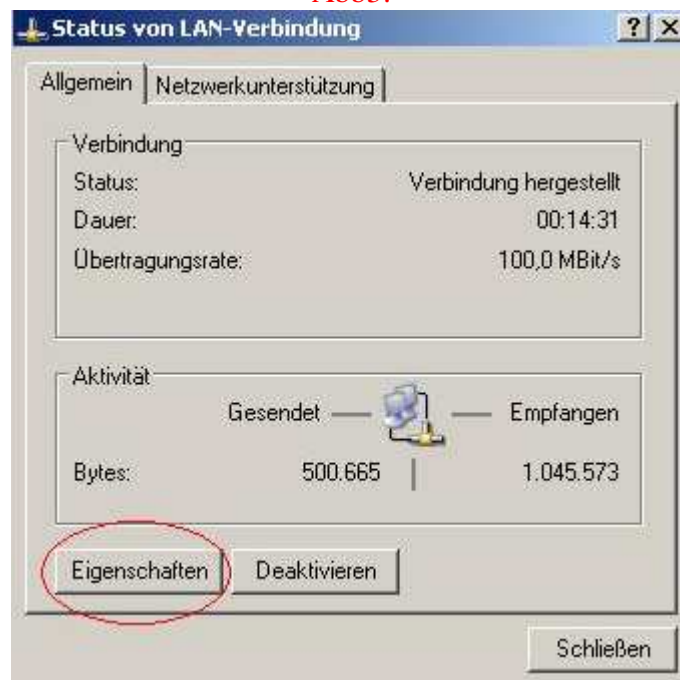 Status von LAN-Verbindung
Allgemein Netzwerkunterstützung
Verbindung
Status: Verbindung hergestellt
Dauer: 00:14:31
Übertragungsrate: 100,0 MBit/s
Aktivität
Gesendet Empfangen
Bytes: 500.665 1.045.573
Eigenschaften Deaktivieren
Schließen